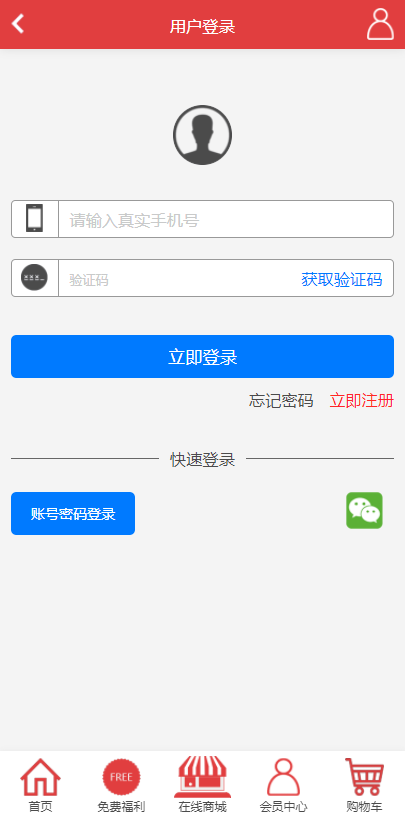 用户登录
请输入真实手机号
验证码 获取验证码
立即登录
忘记密码 立即注册
快速登录
账号密码登录
FREE
首页 免费福利 在线商城 会员中心 购物车